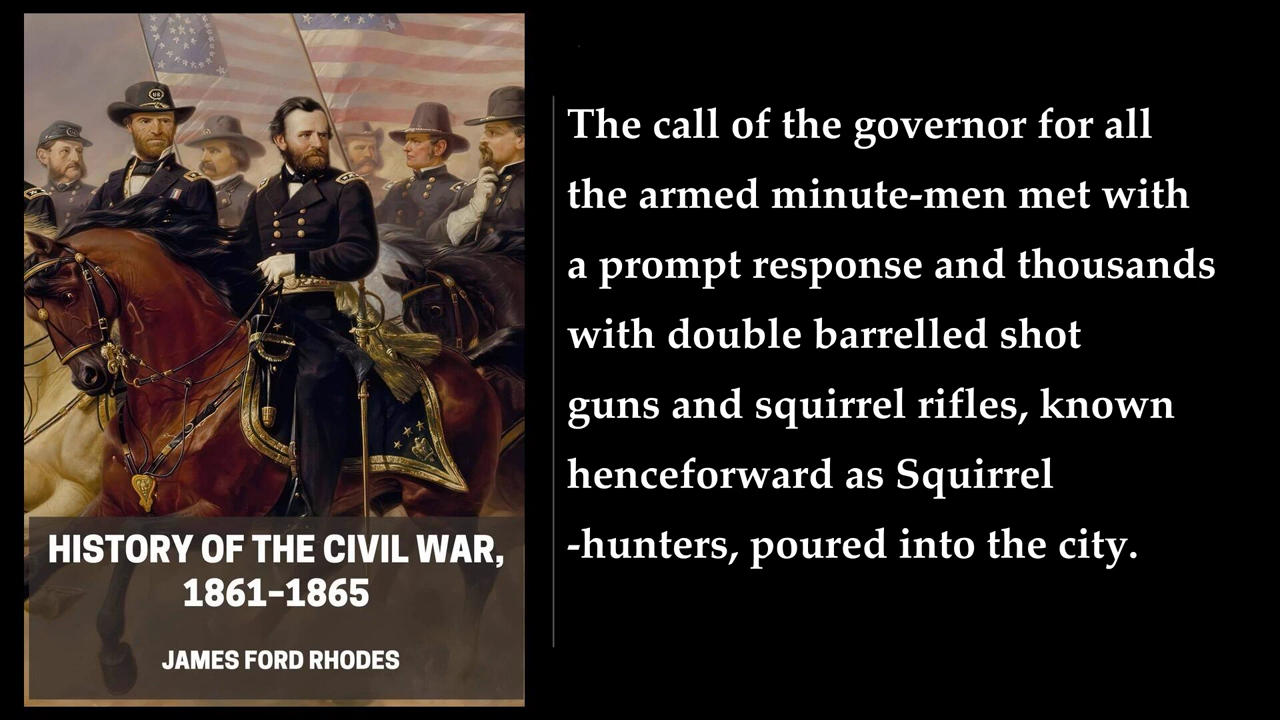 HISTORY OF THE CIVIL WAR,
1861–1865
JAMES FORD RHODES
The call of the governor for all
the armed minute-men met with
a prompt response and thousands
with double barrelled shot
guns and squirrel rifles, known
henceforward as Squirrel
-hunters, poured into the city.